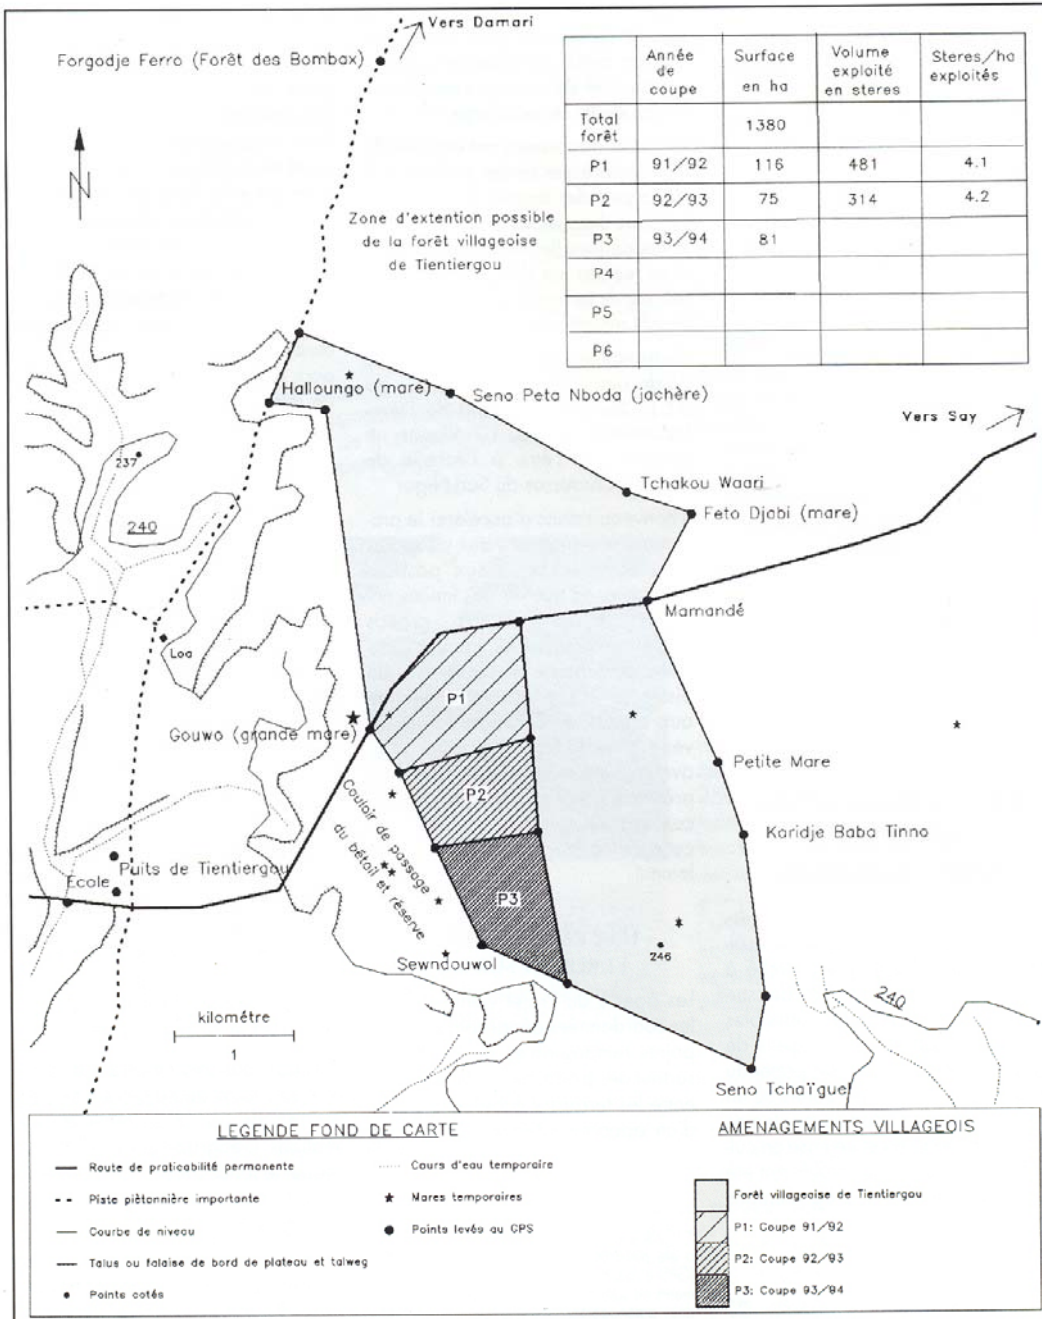 Vers Damari
Forgodje Ferro (Forêt des Bombax)
N
Année de coupe | Surface en ha | Volume exploité en steres | Steres/ha exploités
Total forêt | 1380
P1 | 91/92 | 116 | 481 | 4.1
P2 | 92/93 | 75 | 314 | 4.2
P3 | 93/94 | 81
P4
P5
P6
Zone d'extention possible
de la forêt villageoise
de Tientiergou
Halloungo (mare)
Seno Peta Nboda (jachère)
Vers Say
237
240
Tchakou Waari
Feto Djabi (mare)
Mamandé
Loa
P1
Gouwo (grande mare)
Petite Mare
P2
Couloir de passage
du bétail et réserve
Karidje Baba Tinno
Puits de Tientiergou
Ecole
P3
Sewndouwol
246
240
kilométre
1
Seno Tchaïguel
LEGENDE FOND DE CARTE
Route de praticabilité permanente
Piste piètonnière importante
Courbe de niveau
Talus ou falaise de bord de plateau et talweg
Points cotés
Cours d'eau temporaire
Mares temporaires
Points levés au GPS
AMENAGEMENTS VILLAGEOIS
Forêt villageoise de Tientiergou
P1: Coupe 91/92
P2: Coupe 92/93
P3: Coupe 93/94